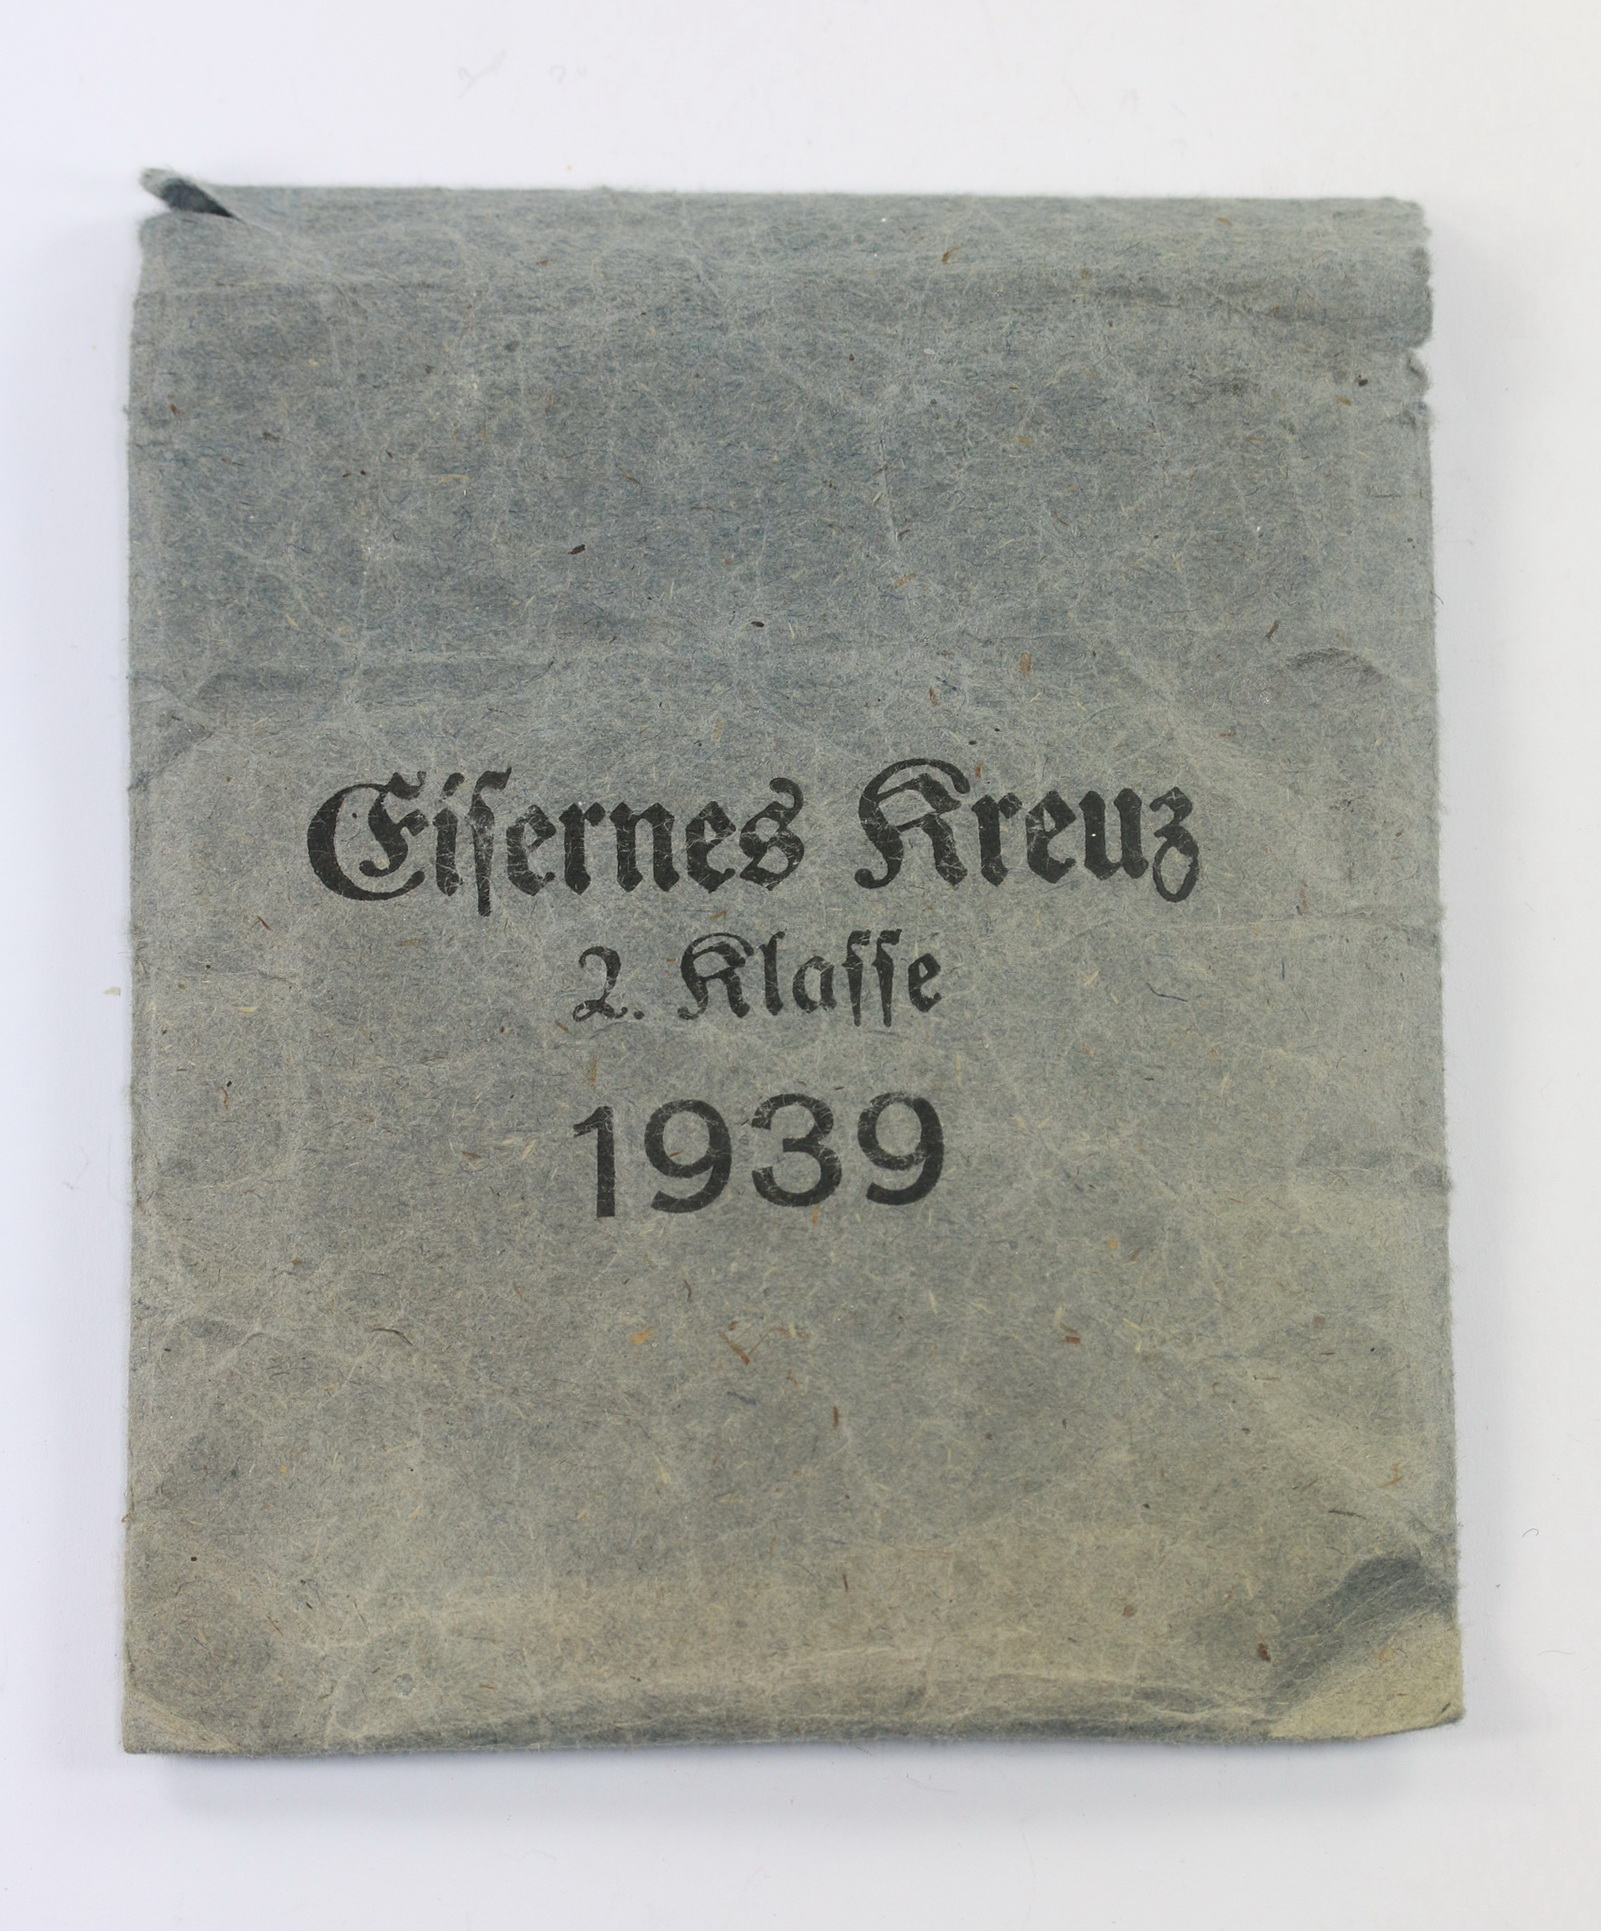 Eiſernes Kreuz
2. Klaſſe
1939